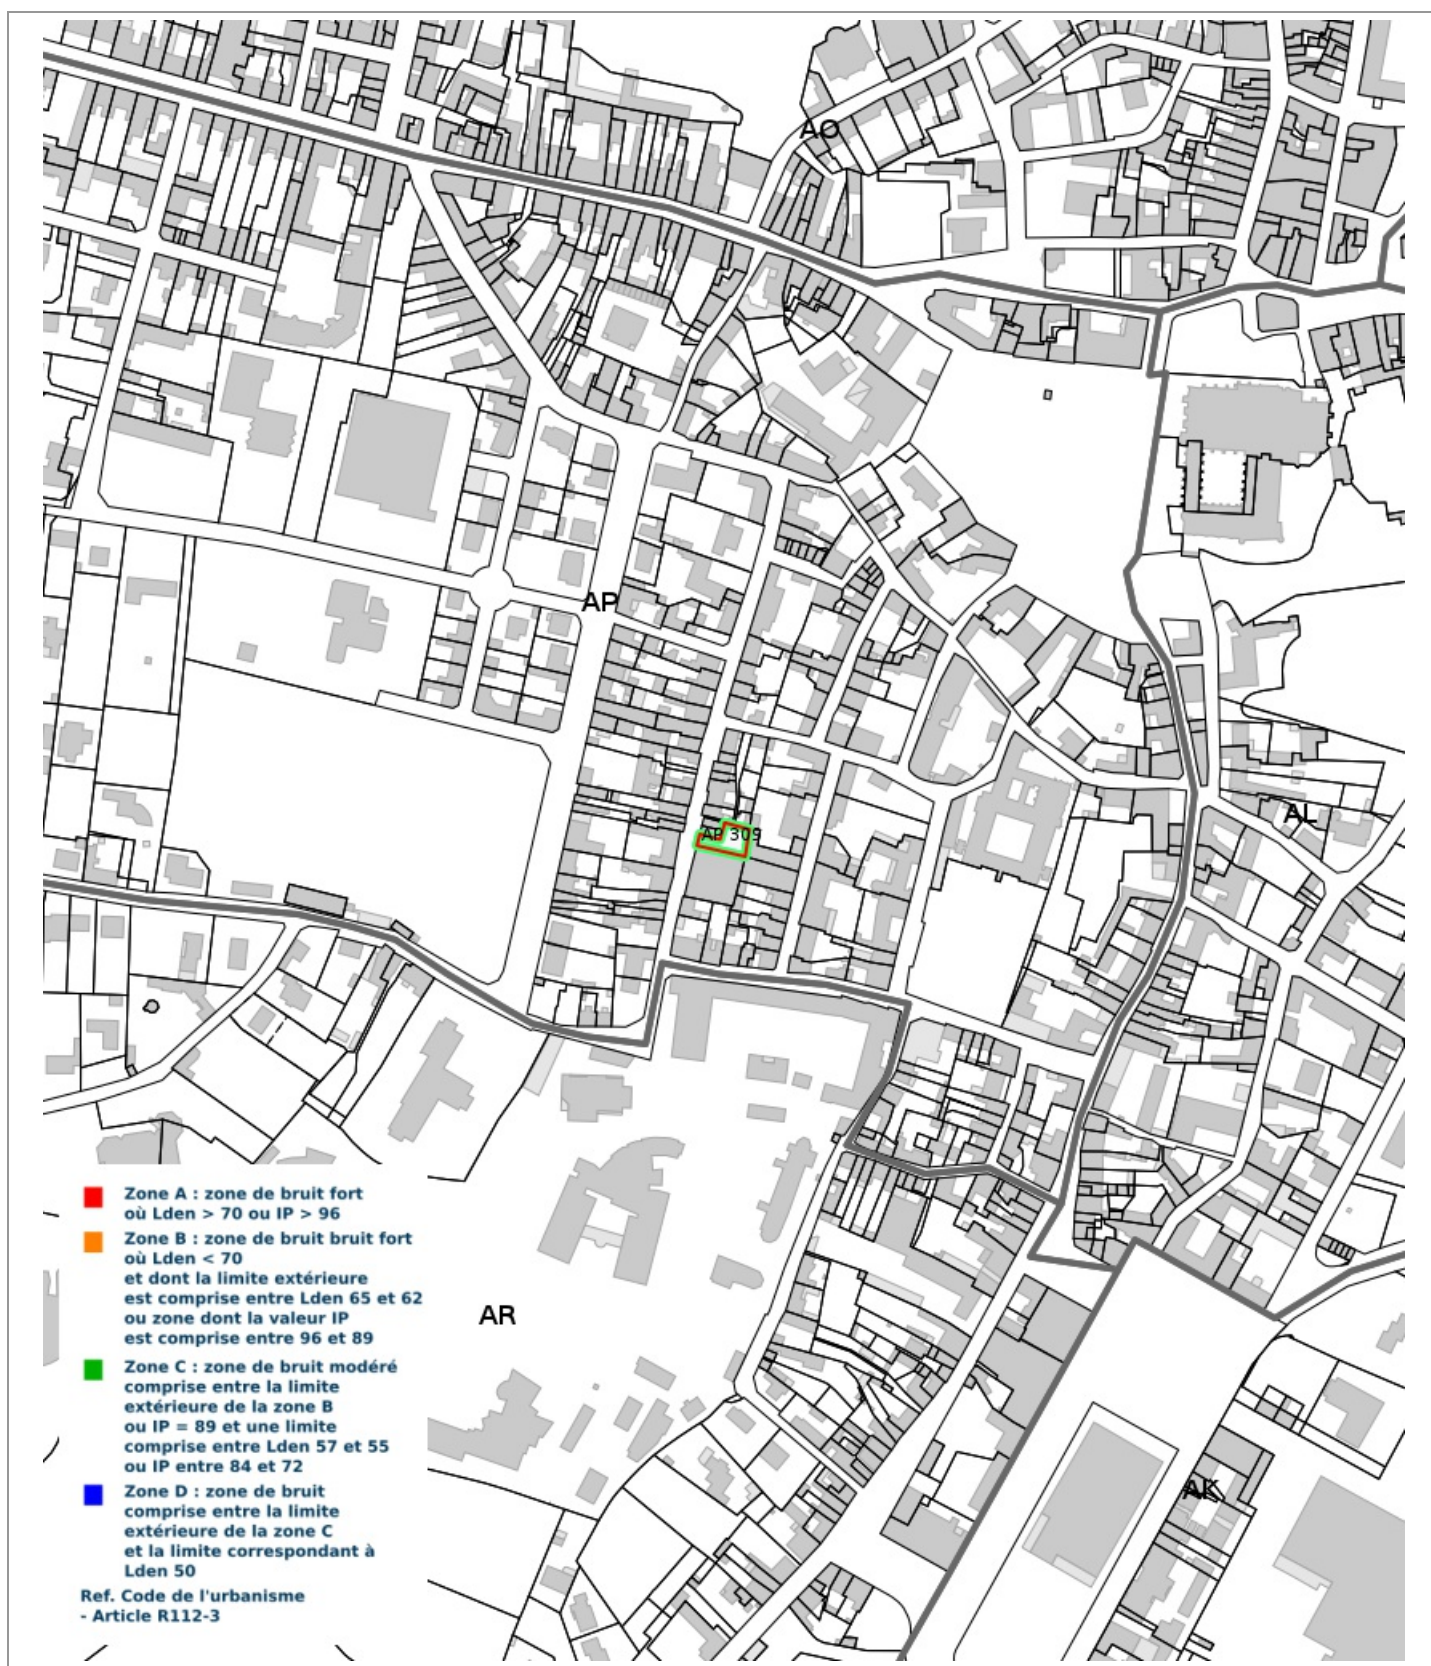 AO
AP
AP 309
AL
AR
AK
Zone A : zone de bruit fort
où Lden > 70 ou IP > 96
Zone B : zone de bruit bruit fort
où Lden < 70
et dont la limite extérieure
est comprise entre Lden 65 et 62
ou zone dont la valeur IP
est comprise entre 96 et 89
Zone C : zone de bruit modéré
comprise entre la limite
extérieure de la zone B
ou IP = 89 et une limite
comprise entre Lden 57 et 55
ou IP entre 84 et 72
Zone D : zone de bruit
comprise entre la limite
extérieure de la zone C
et la limite correspondant à
Lden 50
Ref. Code de l'urbanisme
- Article R112-3